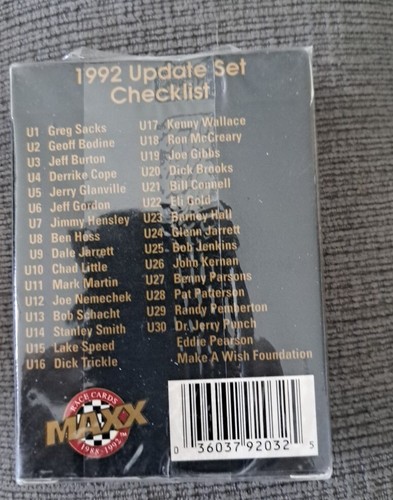 1992 Update Set
Checklist
U1 Greg Sacks
U2 Geoff Bodine
U3 Jeff Burton
U4 Derrike Cope
U5 Jerry Glanville
U6 Jeff Gordon
U7 Jimmy Hensley
U8 Ben Hess
U9 Dale Jarrett
U10 Chad Little
U11 Mark Martin
U12 Joe Nemechek
U13 Bob Schacht
U14 Stanley Smith
U15 Lake Speed
U16 Dick Trickle
U17 Kenny Wallace
U18 Ron McCreary
U19 Joe Gibbs
U20 Dick Brooks
U21 Bill Connell
U22 Eli Gold
U23 Barney Hall
U24 Glenn Jarrett
U25 Bob Jenkins
U26 John Kernan
U27 Benny Parsons
U28 Pat Patterson
U29 Randy Pemberton
U30 Dr. Jerry Punch
Eddie Pearson
Make A Wish Foundation
RACE CARDS
MAXX
1988-1992
0 36037 92032 5